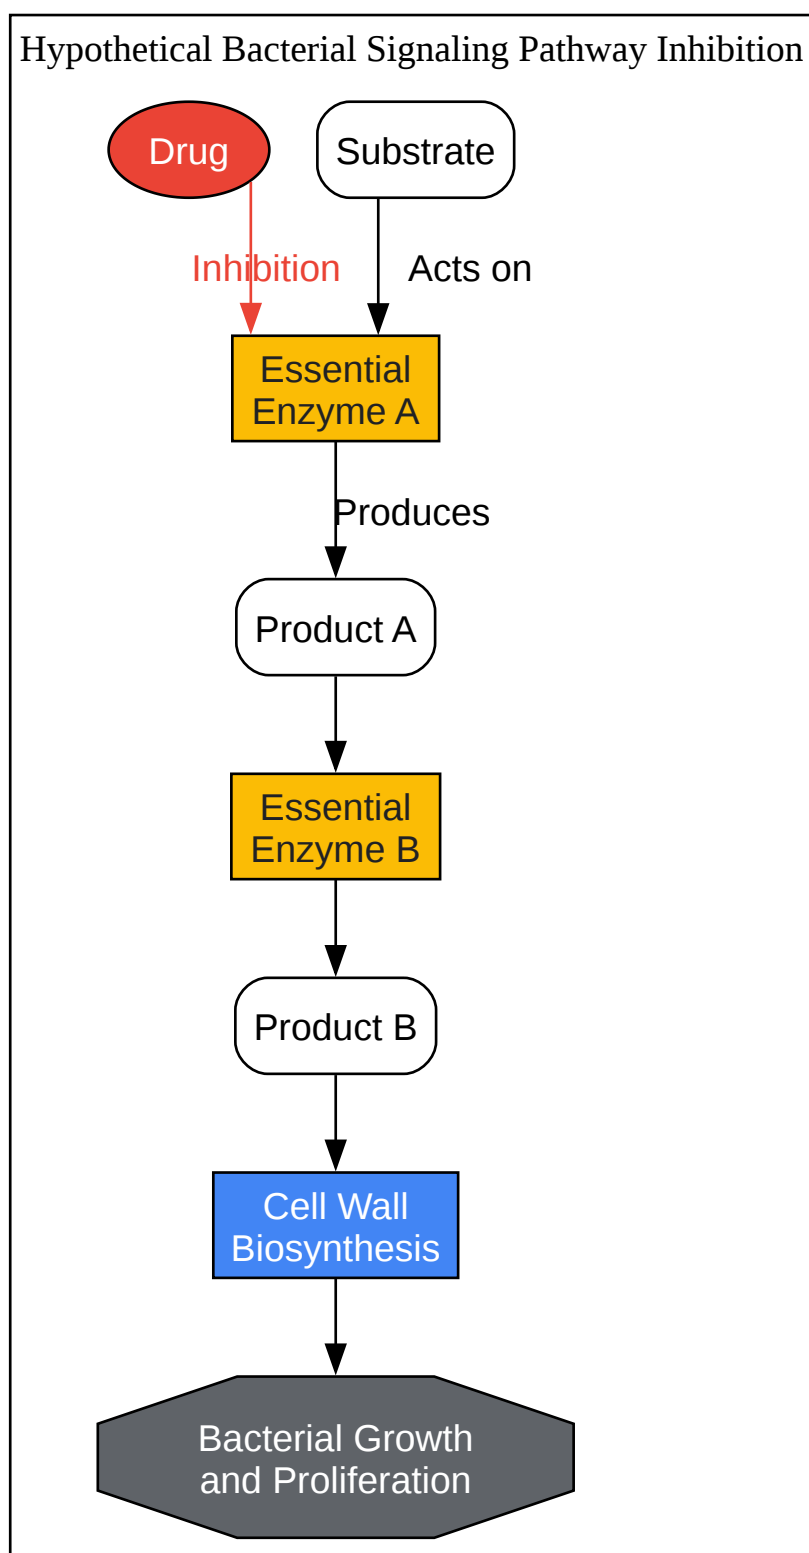 Hypothetical Bacterial Signaling Pathway Inhibition
Drug
Substrate
Inhibition
Acts on
Essential
Enzyme A
Produces
Product A
Essential
Enzyme B
Product B
Cell Wall
Biosynthesis
Bacterial Growth
and Proliferation